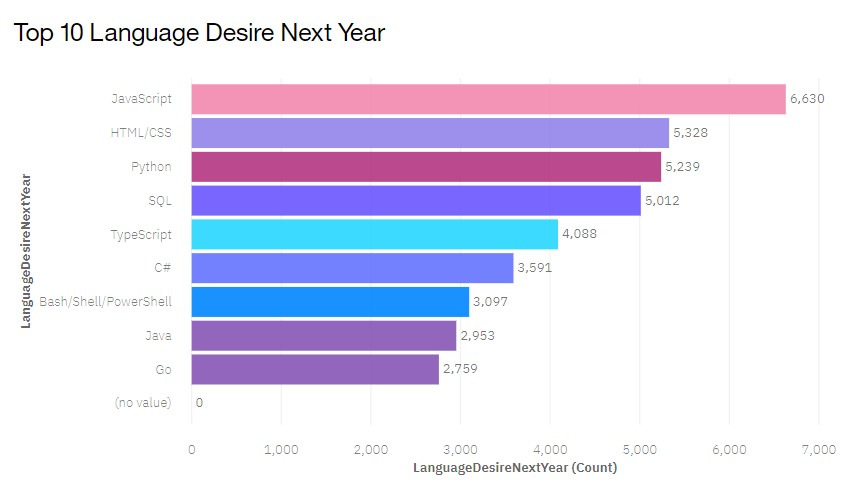 Top 10 Language Desire Next Year
LanguageDesireNextYear
JavaScript 6,630
HTML/CSS 5,328
Python 5,239
SQL 5,012
TypeScript 4,088
C# 3,591
Bash/Shell/PowerShell 3,097
Java 2,953
Go 2,759
(no value) 0
0 1,000 2,000 3,000 4,000 5,000 6,000 7,000
LanguageDesireNextYear (Count)